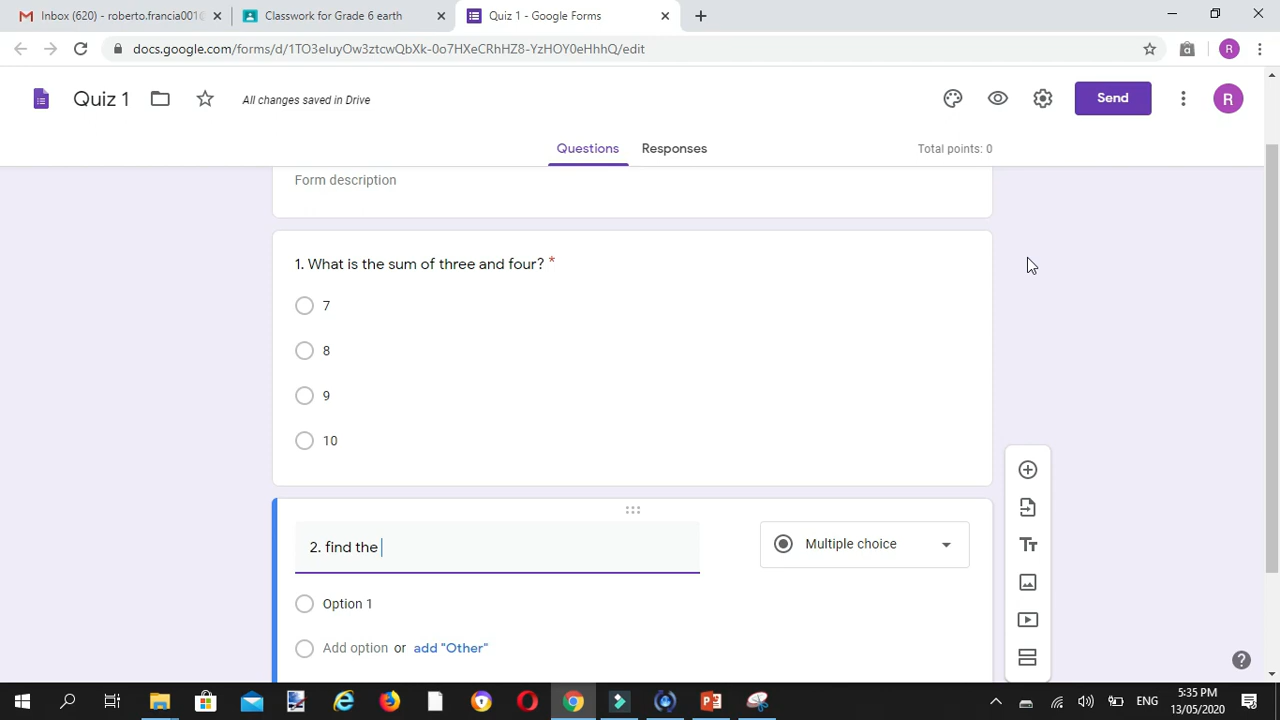 Inbox (620) - roberto.francia001@
Classwork for Grade 6 earth
Quiz 1 - Google Forms
docs.google.com/forms/d/1TO3eIuyOw3ztcwQbXk-0o7HXeCRhHZ8-YzHOY0eHhhQ/edit
R
Quiz 1
All changes saved in Drive
Send
R
Questions
Responses
Total points: 0
Form description
1. What is the sum of three and four? *
7
8
9
10
2. find the
Multiple choice
Option 1
Add option or add "Other"
ENG
5:35 PM
13/05/2020